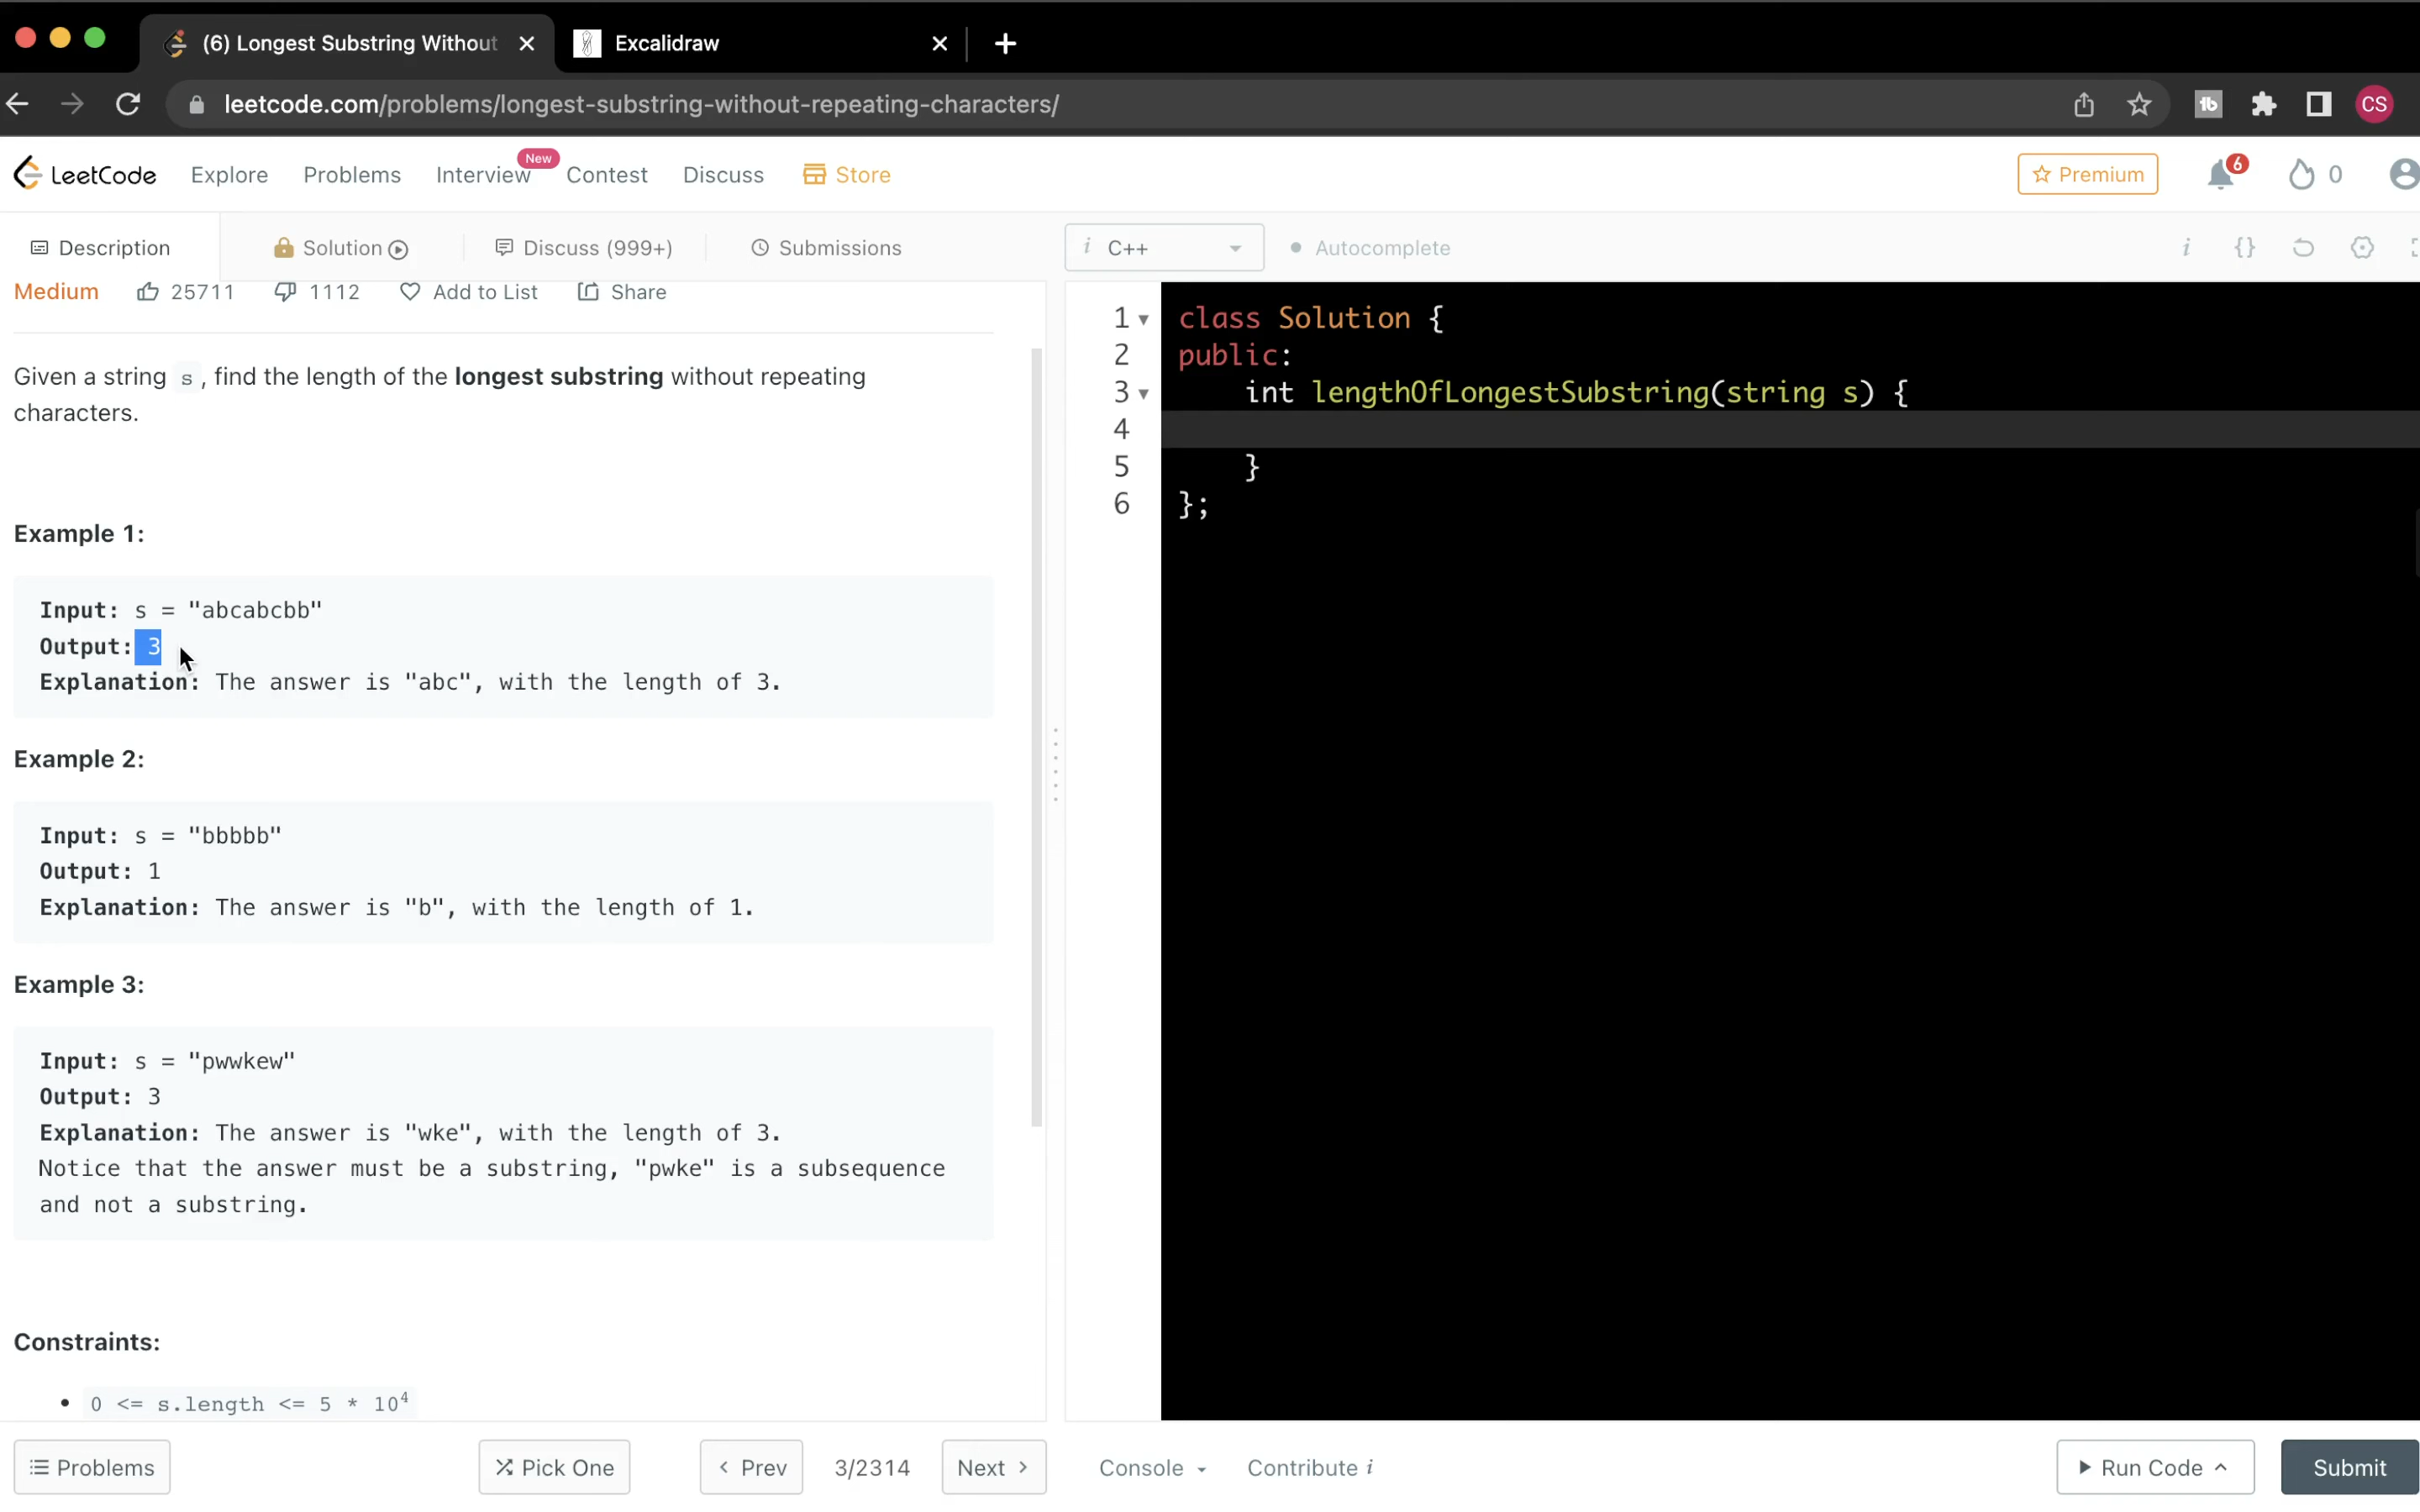 (6) Longest Substring Without
Excalidraw
leetcode.com/problems/longest-substring-without-repeating-characters/
tb
CS
LeetCode
Explore
Problems
Interview
New
Contest
Discuss
Store
Premium
6
0
Description
Solution
Discuss (999+)
Submissions
i C++
Autocomplete
i
{}
Medium
25711
1112
Add to List
Share
Given a string s, find the length of the longest substring without repeating
characters.
Example 1:
Input: s = "abcabcbb"
Output: 3
Explanation: The answer is "abc", with the length of 3.
Example 2:
Input: s = "bbbbb"
Output: 1
Explanation: The answer is "b", with the length of 1.
Example 3:
Input: s = "pwwkew"
Output: 3
Explanation: The answer is "wke", with the length of 3.
Notice that the answer must be a substring, "pwke" is a subsequence
and not a substring.
Constraints:
• 0 <= s.length <= 5 * 10⁴
1 class Solution {
2 public:
3 int lengthOfLongestSubstring(string s) {
4
5 }
6 };
Problems
Pick One
‹ Prev
3/2314
Next ›
Console
Contribute i
Run Code
Submit